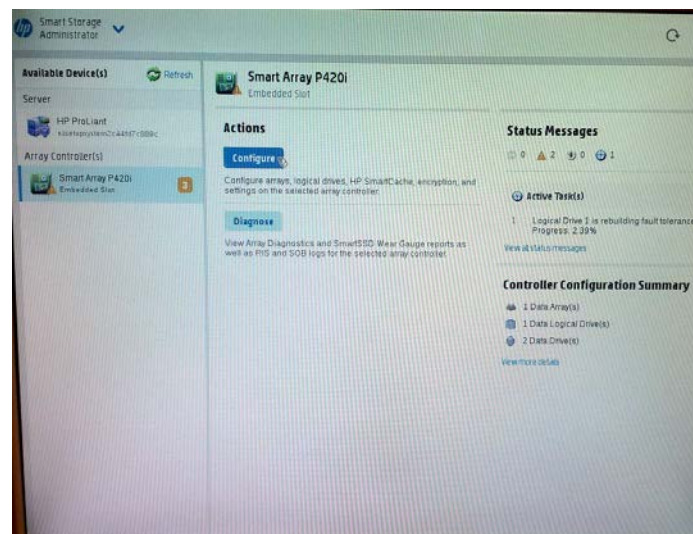 hp
Smart Storage
Administrator
Available Device(s)
Refresh
Server
HP ProLiant
Array Controller(s)
Smart Array P420i
Embedded Slot
3
Smart Array P420i
Embedded Slot
Actions
Configure
Configure arrays, logical drives, HP SmartCache, encryption, and
settings on the selected array controller.
Diagnose
View Array Diagnostics and SmartSSD Wear Gauge reports as
well as PIS and SOB logs for the selected array controller.
Status Messages
0 2 0 1
Active Task(s)
1 Logical Drive 1 is rebuilding fault tolerance
Progress: 2.39%
View all status messages
Controller Configuration Summary
1 Data Array(s)
1 Data Logical Drive(s)
2 Data Drive(s)
View more details